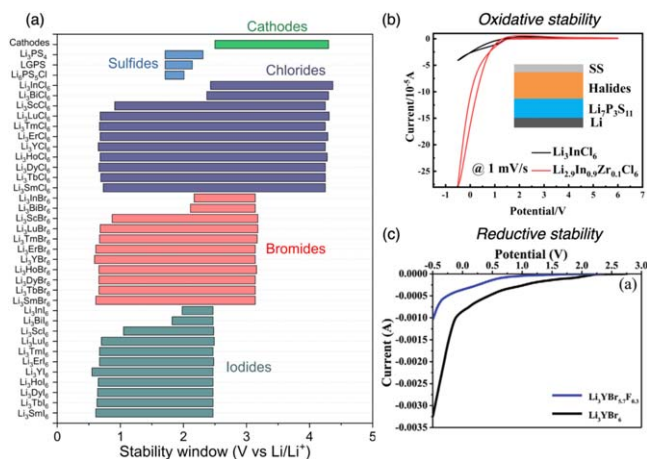 (a)
Cathodes
Cathodes
Li₃PS₄
LGPS
Li₆PS₅Cl
Sulfides
Chlorides
Li₃InCl₆
Li₃BiCl₆
Li₃ScCl₆
Li₃LuCl₆
Li₃TmCl₆
Li₃ErCl₆
Li₃YCl₆
Li₃HoCl₆
Li₃DyCl₆
Li₃TbCl₆
Li₃SmCl₆
Li₃InBr₆
Li₃BiBr₆
Li₃ScBr₆
Li₃LuBr₆
Li₃TmBr₆
Li₃ErBr₆
Li₃YBr₆
Li₃HoBr₆
Li₃DyBr₆
Li₃TbBr₆
Li₃SmBr₆
Bromides
Li₃InI₆
Li₃BiI₆
Li₃ScI₆
Li₃LuI₆
Li₃TmI₆
Li₃ErI₆
Li₃YI₆
Li₃HoI₆
Li₃DyI₆
Li₃TbI₆
Li₃SmI₆
Iodides
0 1 2 3 4 5
Stability window (V vs Li/Li⁺)
(b) Oxidative stability
Current/10⁻⁵A
5
0
-5
-10
-15
-20
-25
SS
Halides
Li₇P₃S₁₁
Li
Li₃InCl₆
@ 1 mV/s
Li₂.₉In₀.₉Zr₀.₁Cl₆
-1 0 1 2 3 4 5 6 7
Potential/V
(c) Reductive stability
Potential (V)
-0.5 0.0 0.5 1.0 1.5 2.0 2.5
(a)
Current (A)
0.0000
-0.0005
-0.0010
-0.0015
-0.0020
-0.0025
-0.0030
-0.0035
Li₃YBr₅.₇F₀.₃
Li₃YBr₆